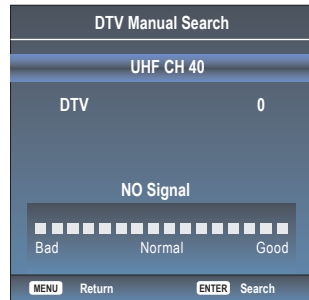 DTV Manual Search
UHF CH 40
DTV 0
NO Signal
Bad Normal Good
MENU Return ENTER Search